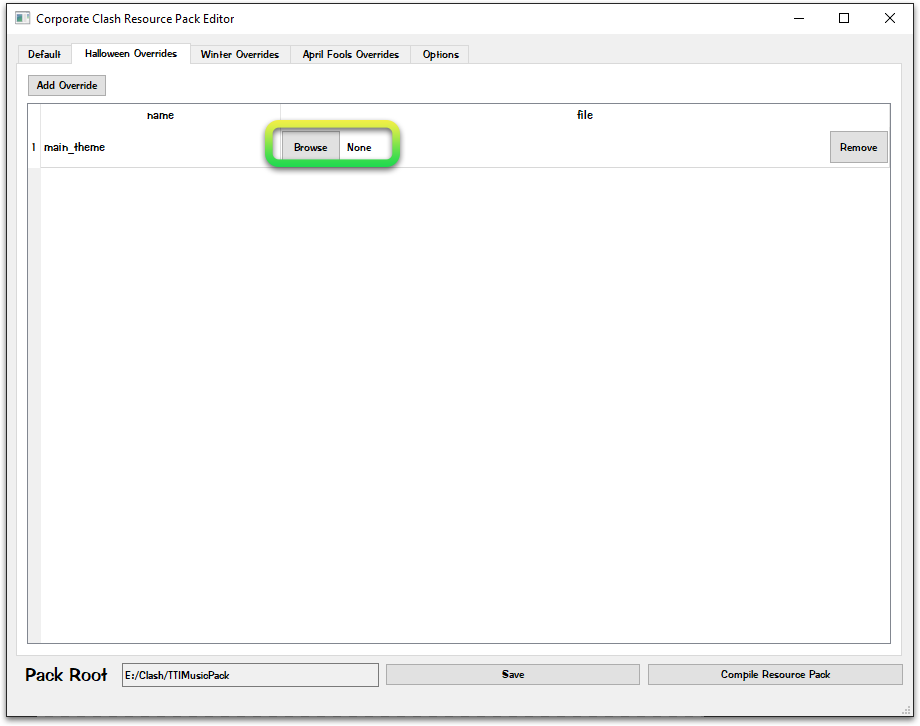 Corporate Clash Resource Pack Editor
Default Halloween Overrides Winter Overrides April Fools Overrides Options
Add Override
name file
1 main_theme Browse None Remove
Pack Root E:/Clash/TTIMusicPack Save Compile Resource Pack